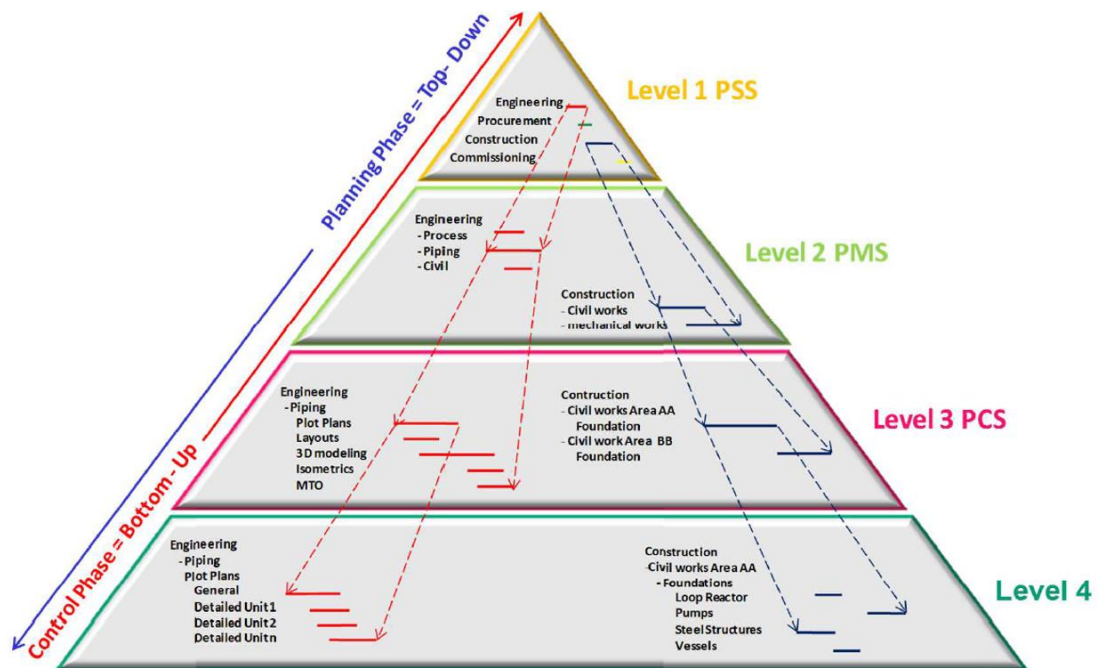 Planning Phase = Top- Down
Control Phase = Bottom - Up
Level 1 PSS
Engineering
Procurement
Construction
Commissioning
Level 2 PMS
Engineering
- Process
- Piping
- Civil
Construction
- Civil works
- mechanical works
Level 3 PCS
Engineering
- Piping
Plot Plans
Layouts
3D modeling
Isometrics
MTO
Contruction
- Civil works Area AA
Foundation
- Civil work Area BB
Foundation
Level 4
Engineering
- Piping
Plot Plans
General
Detailed Unit1
Detailed Unit2
Detailed Unit n
Construction
- Civil works Area AA
- Foundations
Loop Reactor
Pumps
Steel Structures
Vessels